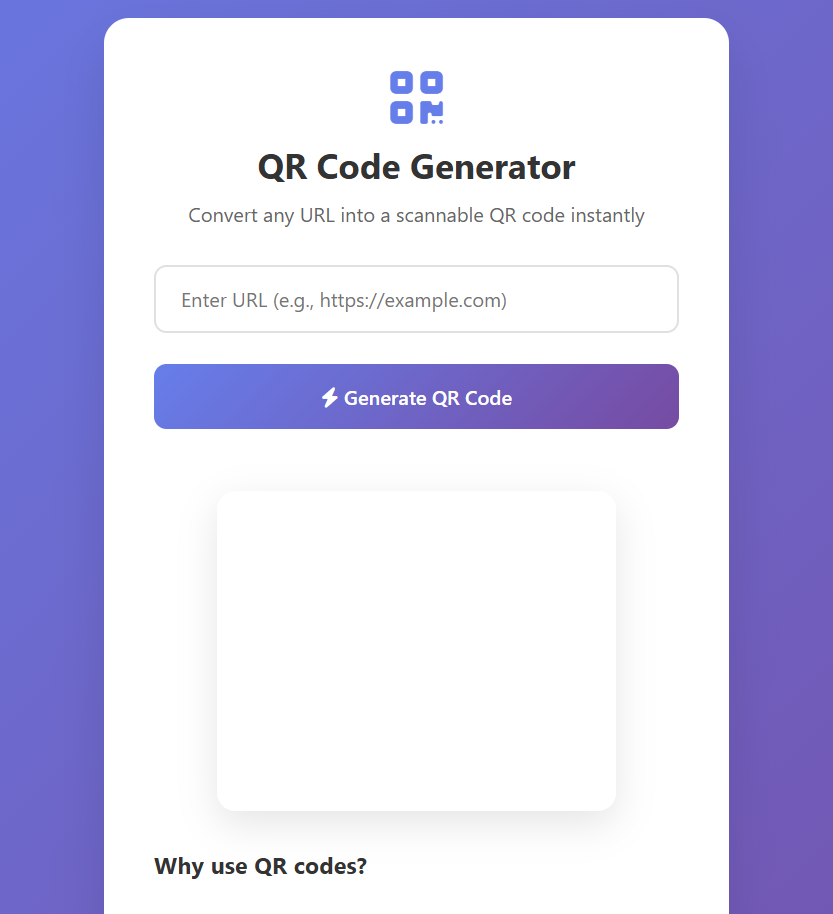 QR Code Generator
Convert any URL into a scannable QR code instantly
Enter URL (e.g., https://example.com)
Generate QR Code
Why use QR codes?